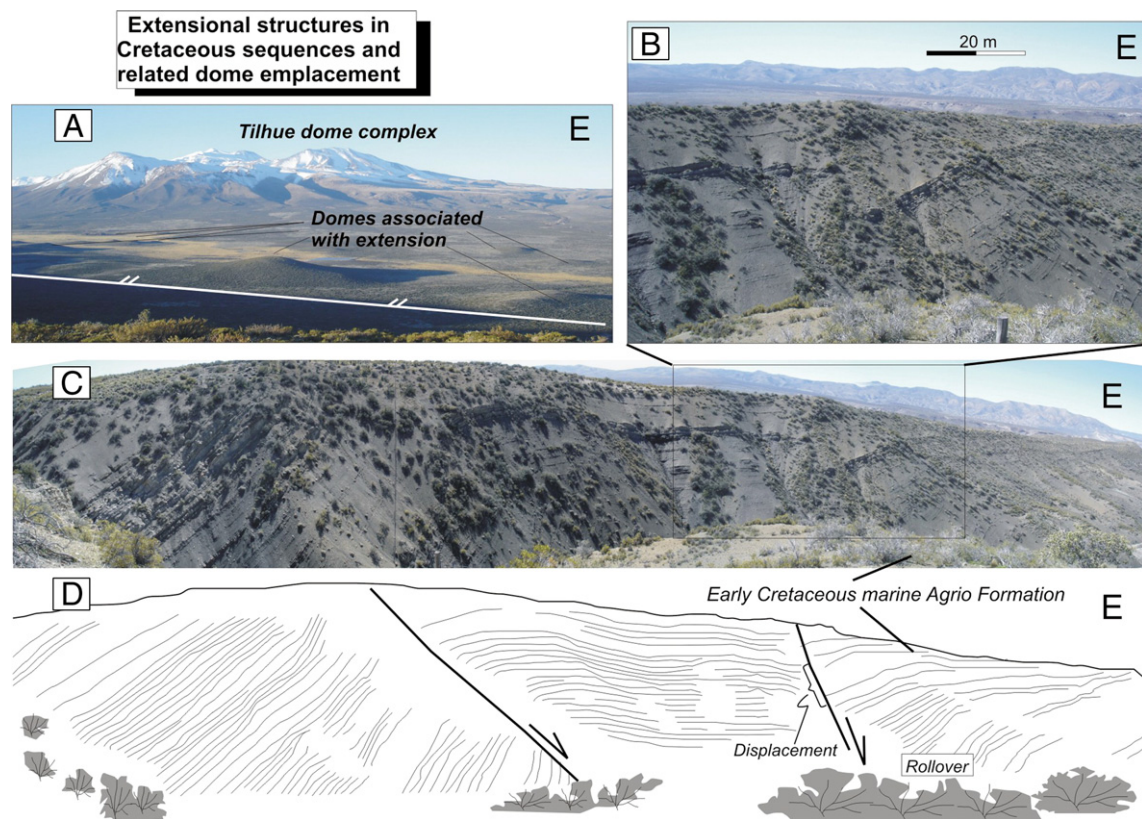 Extensional structures in
Cretaceous sequences and
related dome emplacement
A
Tilhue dome complex
E
Domes associated
with extension
B
20 m
E
C
E
D
Early Cretaceous marine Agrio Formation
E
Displacement
Rollover